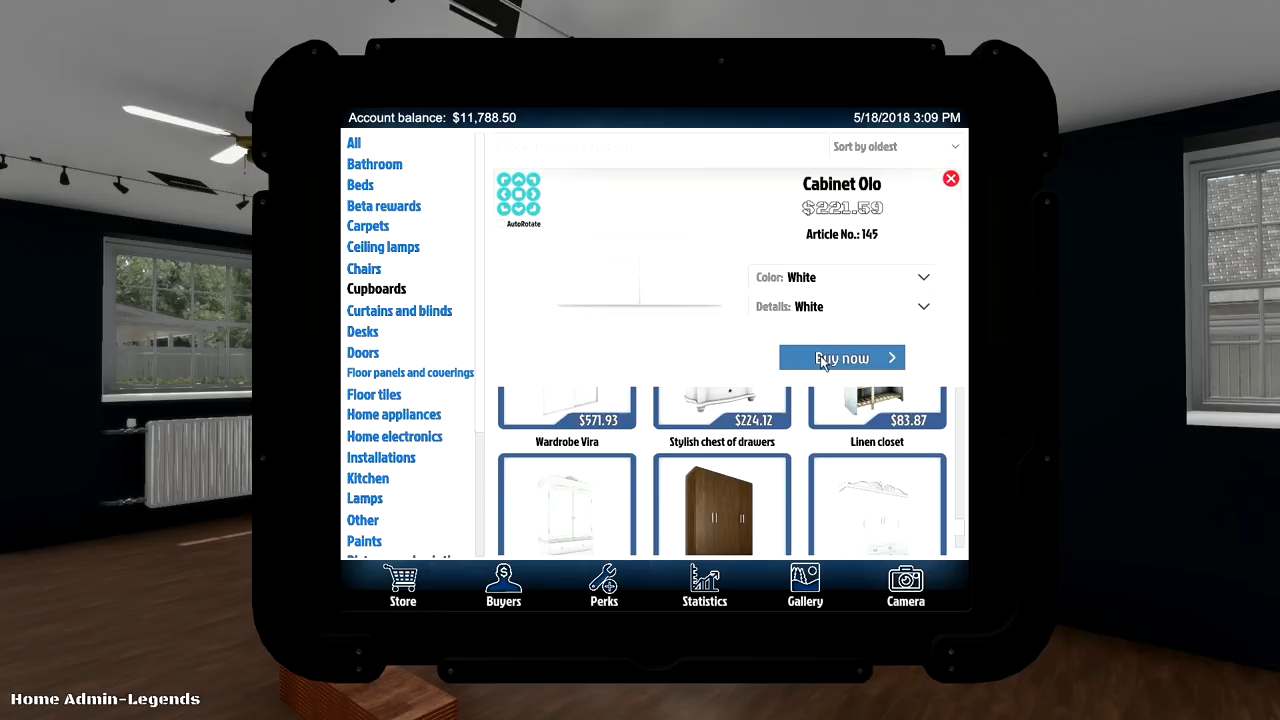 Account balance: $11,788.50
5/18/2018 3:09 PM
All
Bathroom
Beds
Beta rewards
Carpets
Ceiling lamps
Chairs
Cupboards
Curtains and blinds
Desks
Doors
Floor panels and coverings
Floor tiles
Home appliances
Home electronics
Installations
Kitchen
Lamps
Other
Paints
Sort by oldest
AutoRotate
Cabinet Olo
$221.59
Article No.: 145
Color: White
Details: White
Buy now
$571.93
$224.12
$83.87
Wardrobe Vira
Stylish chest of drawers
Linen closet
Store
Buyers
Perks
Statistics
Gallery
Camera
Home Admin-Legends